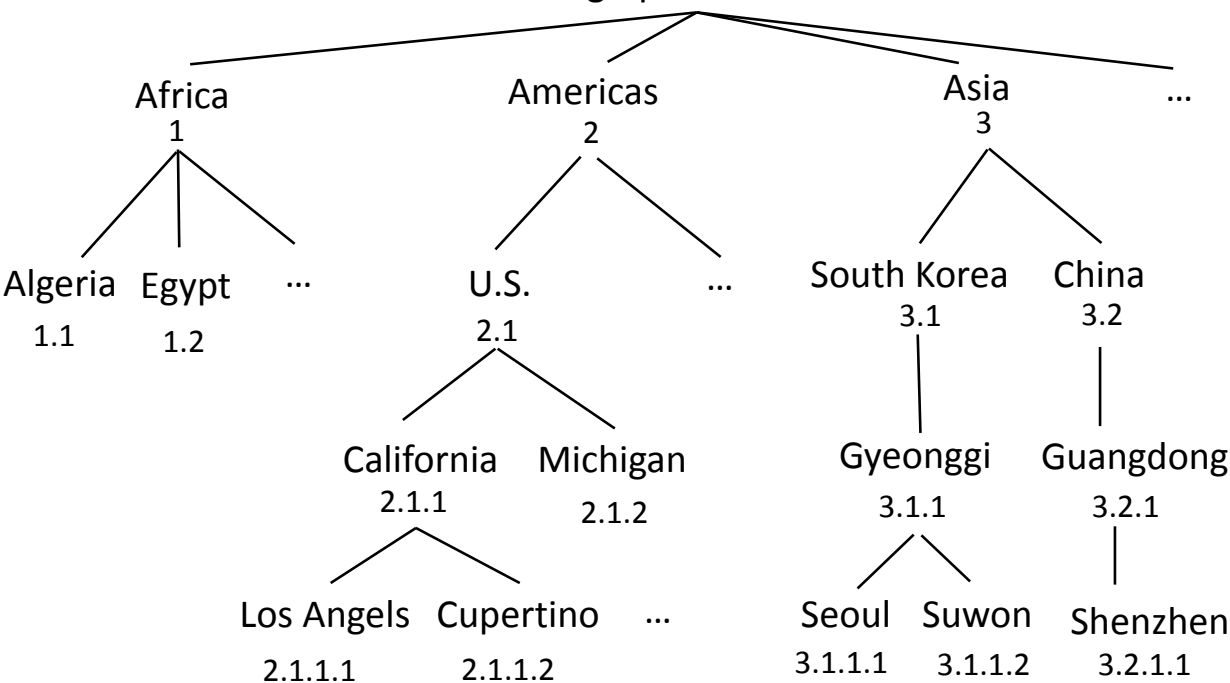 Africa Americas Asia ...
1 2 3
Algeria Egypt ... U.S. ... South Korea China
1.1 1.2 2.1 3.1 3.2
California Michigan Gyeonggi Guangdong
2.1.1 2.1.2 3.1.1 3.2.1
Los Angels Cupertino ... Seoul Suwon Shenzhen
2.1.1.1 2.1.1.2 3.1.1.1 3.1.1.2 3.2.1.1